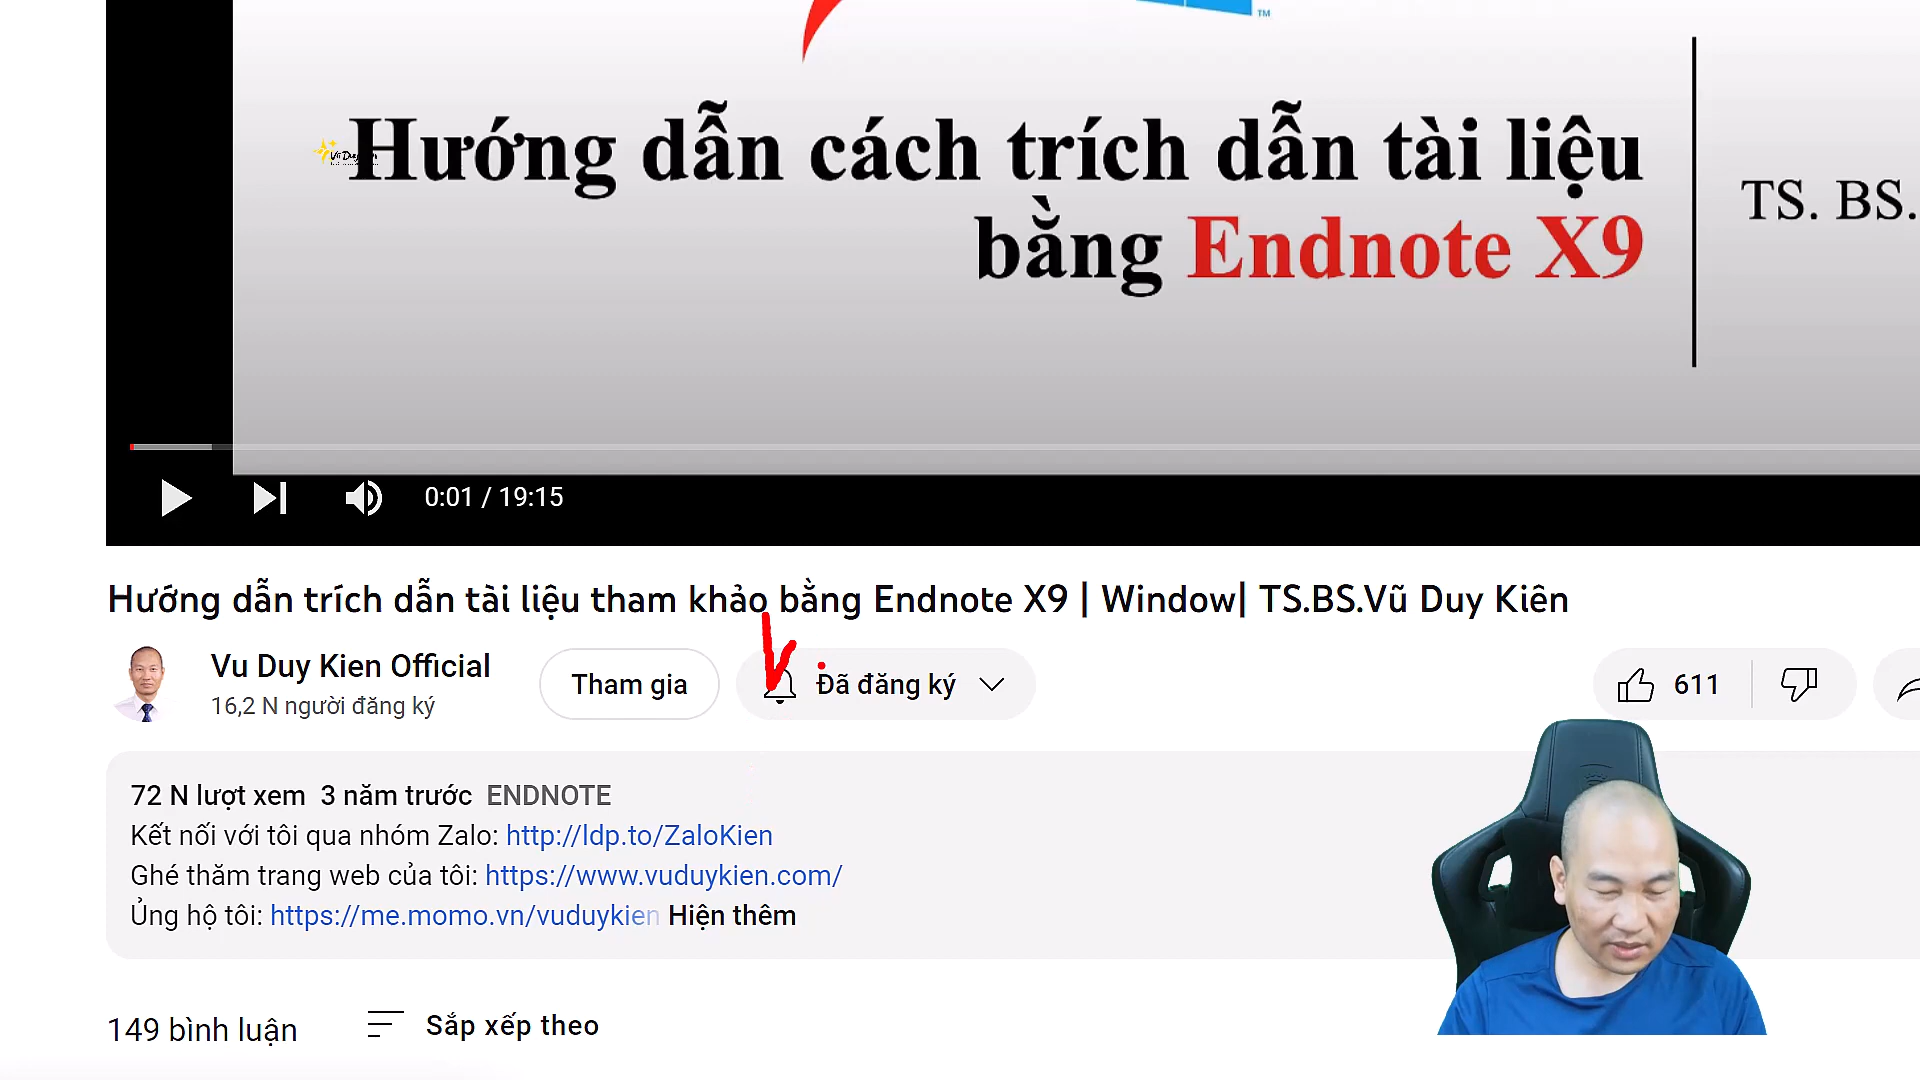 TM
Hướng dẫn cách trích dẫn tài liệu
bằng Endnote X9
TS. BS.
0:01 / 19:15
Hướng dẫn trích dẫn tài liệu tham khảo bằng Endnote X9 | Window| TS.BS.Vũ Duy Kiên
Vu Duy Kien Official
16,2 N người đăng ký
Tham gia
Đã đăng ký
611
72 N lượt xem 3 năm trước ENDNOTE
Kết nối với tôi qua nhóm Zalo: http://ldp.to/ZaloKien
Ghé thăm trang web của tôi: https://www.vuduykien.com/
Ủng hộ tôi: https://me.momo.vn/vuduykien Hiện thêm
149 bình luận
Sắp xếp theo